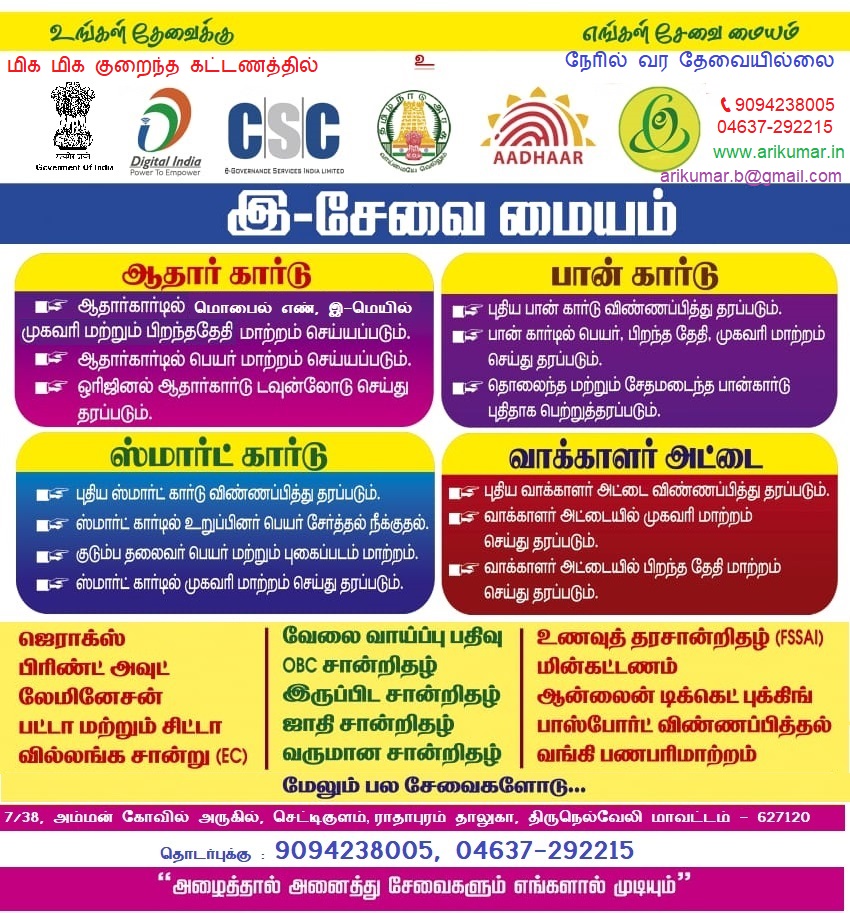 உங்கள் தேவைக்கு
எங்கள் சேவை மையம்
மிக மிக குறைந்த கட்டணத்தில்
உ
நேரில் வர தேவையில்லை
Goverment Of India
Digital India
Power To Empower
CSC
e-GOVERNANCE SERVICES INDIA LIMITED
தமிழ்நாடு அரசு
வாய்மையே வெல்லும்
AADHAAR
9094238005
04637-292215
www.arikumar.in
arikumar.b@gmail.com
இ-சேவை மையம்
ஆதார் கார்டு
ஆதார்கார்டில் மொபைல் எண், இ-மெயில்
முகவரி மற்றும் பிறந்ததேதி மாற்றம் செய்யப்படும்.
ஆதார்கார்டில் பெயர் மாற்றம் செய்யப்படும்.
ஒரிஜினல் ஆதார்கார்டு டவுன்லோடு செய்து
தரப்படும்.
பான் கார்டு
புதிய பான் கார்டு விண்ணப்பித்து தரப்படும்.
பான் கார்டில் பெயர், பிறந்த தேதி, முகவரி மாற்றம்
செய்து தரப்படும்.
தொலைந்த மற்றும் சேதமடைந்த பான்கார்டு
புதிதாக பெற்றுத்தரப்படும்.
ஸ்மார்ட் கார்டு
புதிய ஸ்மார்ட் கார்டு விண்ணப்பித்து தரப்படும்.
ஸ்மார்ட் கார்டில் உறுப்பினர் பெயர் சேர்த்தல் நீக்குதல்.
குடும்ப தலைவர் பெயர் மற்றும் புகைப்படம் மாற்றம்.
ஸ்மார்ட் கார்டில் முகவரி மாற்றம் செய்து தரப்படும்.
வாக்காளர் அட்டை
புதிய வாக்காளர் அட்டை விண்ணப்பித்து தரப்படும்.
வாக்காளர் அட்டையில் முகவரி மாற்றம்
செய்து தரப்படும்.
வாக்காளர் அட்டையில் பிறந்த தேதி மாற்றம்
செய்து தரப்படும்.
ஜெராக்ஸ்
பிரிண்ட் அவுட்
லேமினேசன்
பட்டா மற்றும் சிட்டா
வில்லங்க சான்று (EC)
வேலை வாய்ப்பு பதிவு
OBC சான்றிதழ்
இருப்பிட சான்றிதழ்
ஜாதி சான்றிதழ்
வருமான சான்றிதழ்
உணவுத் தரசான்றிதழ் (FSSAI)
மின்கட்டணம்
ஆன்லைன் டிக்கெட் புக்கிங்
பாஸ்போர்ட் விண்ணப்பித்தல்
வங்கி பணபரிமாற்றம்
மேலும் பல சேவைகளோடு...
7/38, அம்மன் கோவில் அருகில், செட்டிகுளம், ராதாபுரம் தாலுகா, திருநெல்வேலி மாவட்டம் - 627120
தொடர்புக்கு : 9094238005, 04637-292215
“அழைத்தால் அனைத்து சேவைகளும் எங்களால் முடியும்”